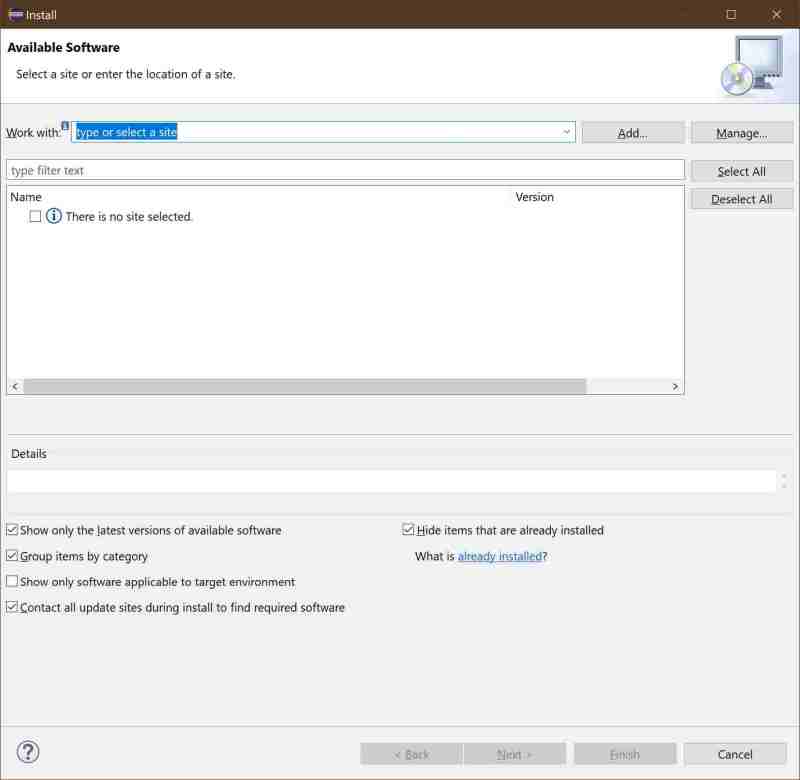 Install
Available Software
Select a site or enter the location of a site.
Work with: type or select a site Add... Manage...
type filter text Select All
Name Version Deselect All
There is no site selected.
Details
Show only the latest versions of available software Hide items that are already installed
Group items by category What is already installed?
Show only software applicable to target environment
Contact all update sites during install to find required software
? < Back Next > Finish Cancel